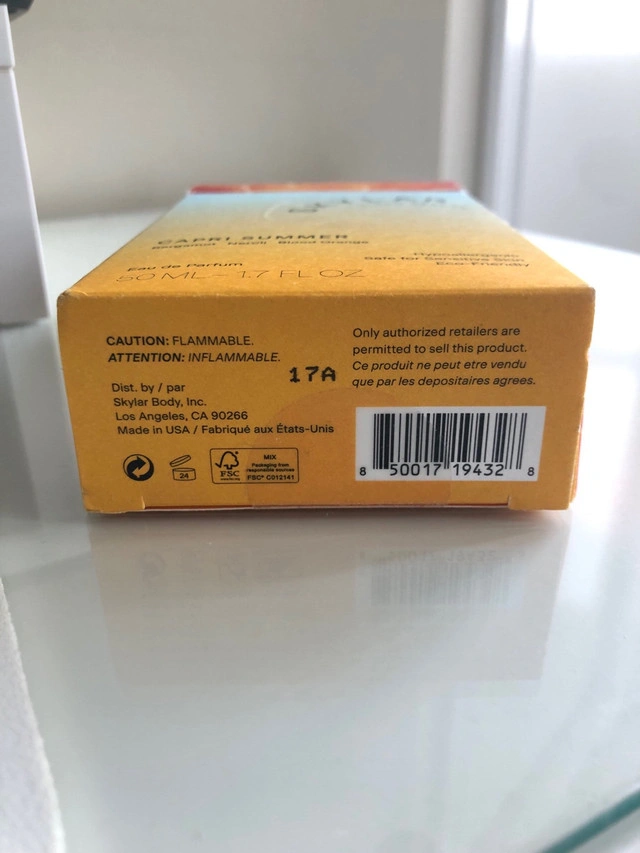 CAPRI SUMMER
Bergamot Neroli Blood Orange
Eau de Parfum
50 ML - 1.7 FL OZ
Hypoallergenic
Safe for Sensitive Skin
Eco-Friendly
CAUTION: FLAMMABLE.
ATTENTION: INFLAMMABLE.
17A
Dist. by / par
Skylar Body, Inc.
Los Angeles, CA 90266
Made in USA / Fabriqué aux États-Unis
24
FSC
MIX
Packaging from
responsible sources
FSC® C012141
Only authorized retailers are
permitted to sell this product.
Ce produit ne peut etre vendu
que par les depositaires agrees.
8 50017 19432 8